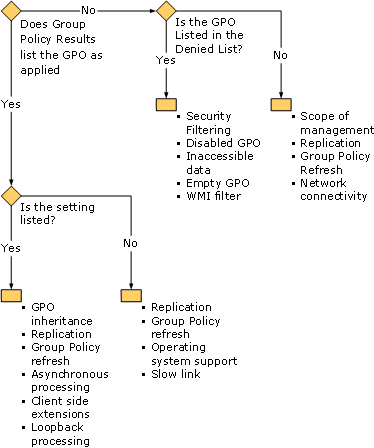 Does Group
Policy Results
list the GPO as
applied
No
Is the GPO
Listed in the
Denied List?
Yes
No
Yes
▪ Security
Filtering
▪ Disabled GPO
▪ Inaccessible
data
▪ Empty GPO
▪ WMI filter
▪ Scope of
management
▪ Replication
▪ Group Policy
Refresh
▪ Network
connectivity
Is the setting
listed?
Yes
No
▪ GPO
inheritance
▪ Replication
▪ Group Policy
refresh
▪ Asynchronous
processing
▪ Client side
extensions
▪ Loopback
processing
▪ Replication
▪ Group Policy
refresh
▪ Operating
system support
▪ Slow link